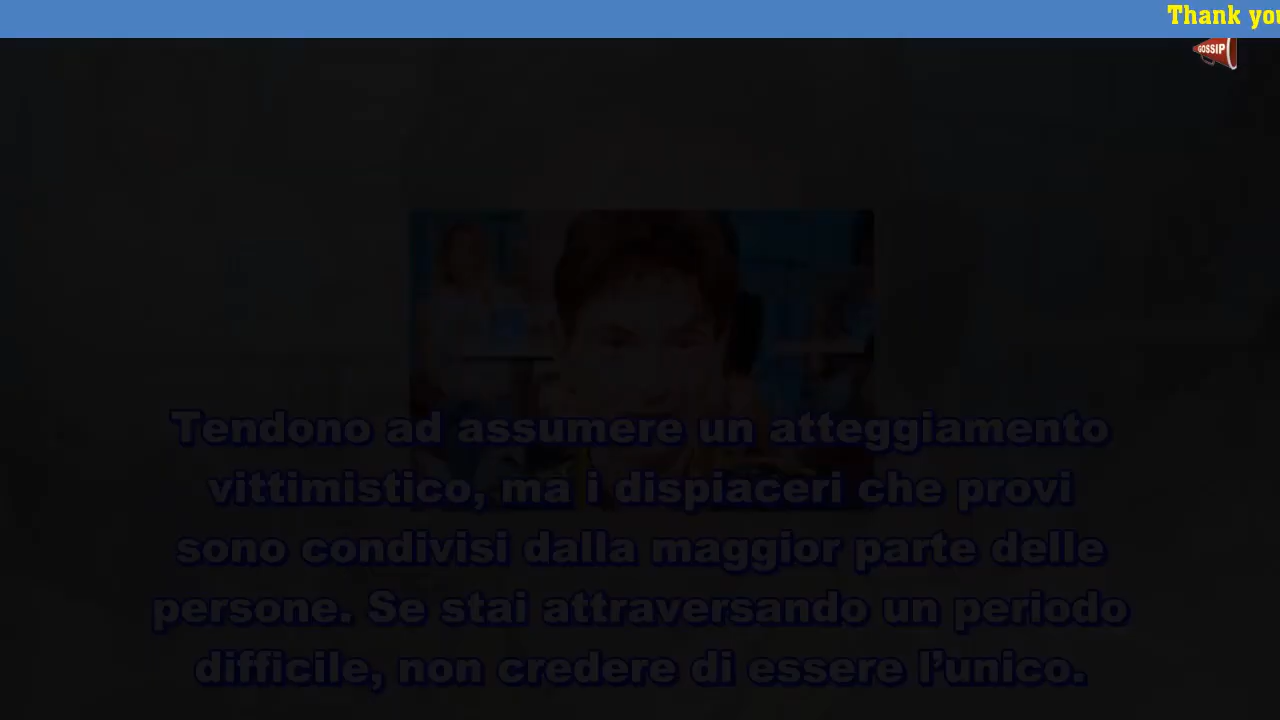 Thank you
GOSSIP
Tendono ad assumere un atteggiamento
vittimistico, ma i dispiaceri che provi
sono condivisi dalla maggior parte delle
persone. Se stai attraversando un periodo
difficile, non credere di essere l’unico.